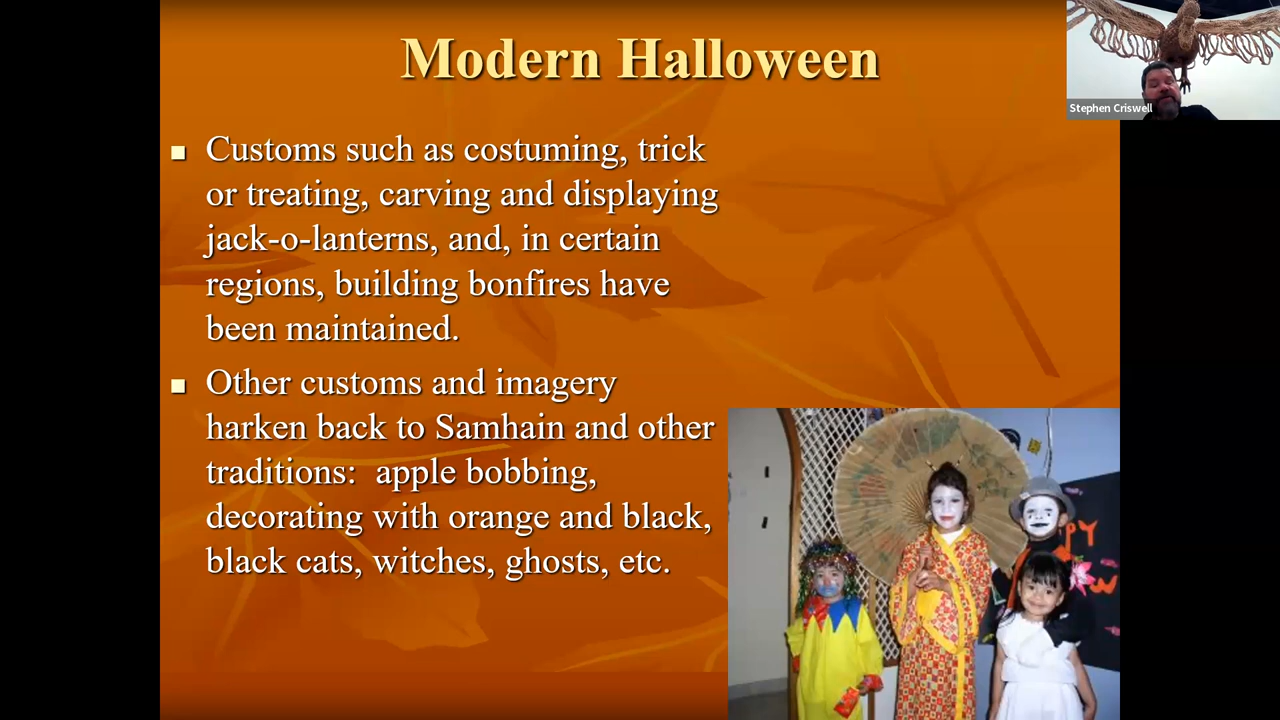 Modern Halloween
Stephen Criswell
Customs such as costuming, trick
or treating, carving and displaying
jack-o-lanterns, and, in certain
regions, building bonfires have
been maintained.
Other customs and imagery
harken back to Samhain and other
traditions:  apple bobbing,
decorating with orange and black,
black cats, witches, ghosts, etc.